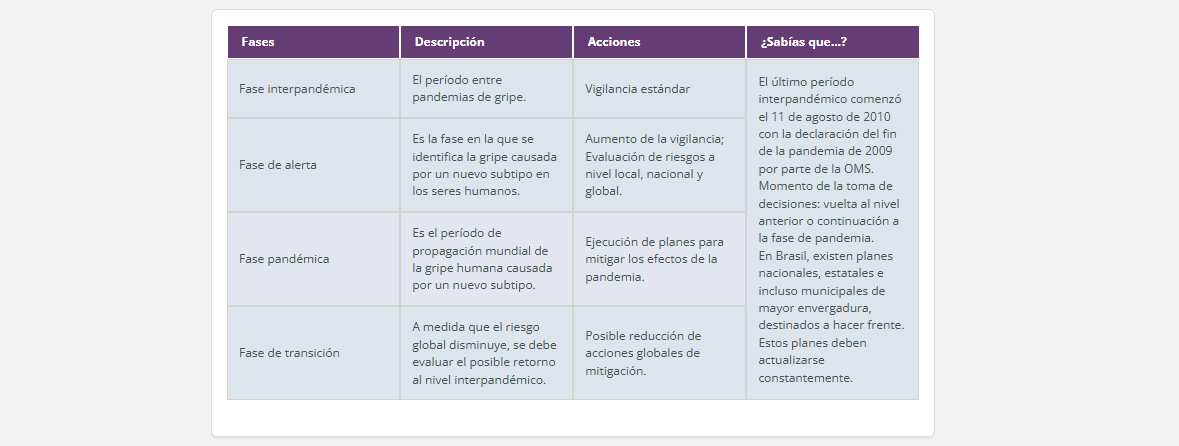 Fases
Descripción
Acciones
¿Sabías que...?
Fase interpandémica
El período entre
pandemias de gripe.
Vigilancia estándar
Fase de alerta
Es la fase en la que se
identifica la gripe causada
por un nuevo subtipo en
los seres humanos.
Aumento de la vigilancia;
Evaluación de riesgos a
nivel local, nacional y
global.
Fase pandémica
Es el período de
propagación mundial de
la gripe humana causada
por un nuevo subtipo.
Ejecución de planes para
mitigar los efectos de la
pandemia.
Fase de transición
A medida que el riesgo
global disminuye, se debe
evaluar el posible retorno
al nivel interpandémico.
Posible reducción de
acciones globales de
mitigación.
El último período
interpandémico comenzó
el 11 de agosto de 2010
con la declaración del fin
de la pandemia de 2009
por parte de la OMS.
Momento de la toma de
decisiones: vuelta al nivel
anterior o continuación a
la fase de pandemia.
En Brasil, existen planes
nacionales, estatales e
incluso municipales de
mayor envergadura,
destinados a hacer frente.
Estos planes deben
actualizarse
constantemente.